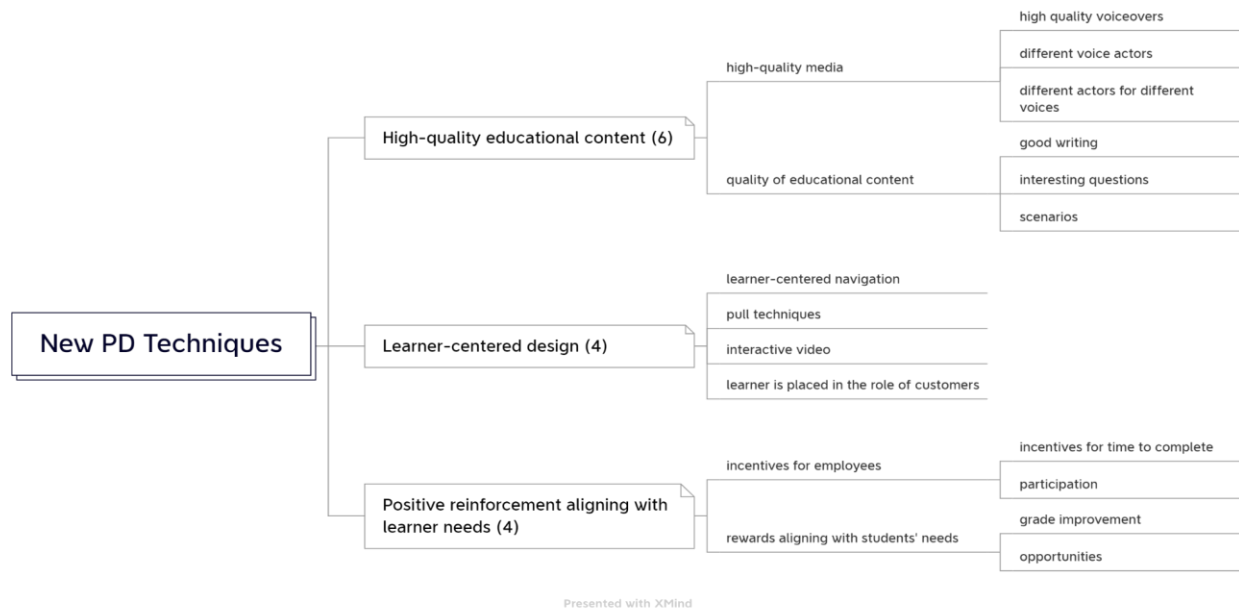 New PD Techniques
High-quality educational content (6)
high-quality media
high quality voiceovers
different voice actors
different actors for different
voices
quality of educational content
good writing
interesting questions
scenarios
Learner-centered design (4)
learner-centered navigation
pull techniques
interactive video
learner is placed in the role of customers
Positive reinforcement aligning with
learner needs (4)
incentives for employees
incentives for time to complete
participation
rewards aligning with students' needs
grade improvement
opportunities
Presented with XMind